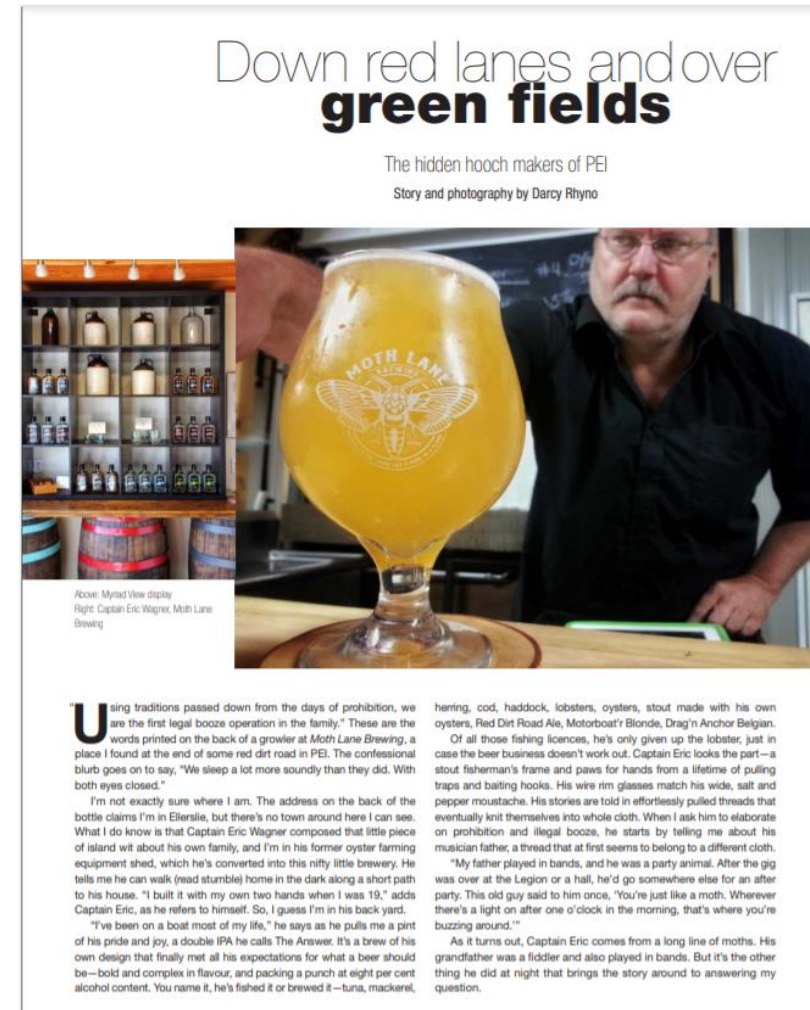 Down red lanes and over
green fields
The hidden hooch makers of PEI
Story and photography by Darcy Rhyno
MOTH LANE
BREWING
Above: Myriad View display
Right: Captain Eric Wagner, Moth Lane
Brewing
"Using traditions passed down from the days of prohibition, we
are the first legal booze operation in the family." These are the
words printed on the back of a growler at Moth Lane Brewing, a
place I found at the end of some red dirt road in PEI. The confessional
blurb goes on to say, "We sleep a lot more soundly than they did. With
both eyes closed."
I'm not exactly sure where I am. The address on the back of the
bottle claims I'm in Ellerslie, but there's no town around here I can see.
What I do know is that Captain Eric Wagner composed that little piece
of island wit about his own family, and I'm in his former oyster farming
equipment shed, which he's converted into this nifty little brewery. He
tells me he can walk (read stumble) home in the dark along a short path
to his house. "I built it with my own two hands when I was 19," adds
Captain Eric, as he refers to himself. So, I guess I'm in his back yard.
"I've been on a boat most of my life," he says as he pulls me a pint
of his pride and joy, a double IPA he calls The Answer. It's a brew of his
own design that finally met all his expectations for what a beer should
be—bold and complex in flavour, and packing a punch at eight per cent
alcohol content. You name it, he's fished it or brewed it—tuna, mackerel,
herring, cod, haddock, lobsters, oysters, stout made with his own
oysters, Red Dirt Road Ale, Motorboat'r Blonde, Drag'n Anchor Belgian.
Of all those fishing licences, he's only given up the lobster, just in
case the beer business doesn't work out. Captain Eric looks the part—a
stout fisherman's frame and paws for hands from a lifetime of pulling
traps and baiting hooks. His wire rim glasses match his wide, salt and
pepper moustache. His stories are told in effortlessly pulled threads that
eventually knit themselves into whole cloth. When I ask him to elaborate
on prohibition and illegal booze, he starts by telling me about his
musician father, a thread that at first seems to belong to a different cloth.
"My father played in bands, and he was a party animal. After the gig
was over at the Legion or a hall, he'd go somewhere else for an after
party. This old guy said to him once, 'You're just like a moth. Wherever
there's a light on after one o'clock in the morning, that's where you're
buzzing around.'"
As it turns out, Captain Eric comes from a long line of moths. His
grandfather was a fiddler and also played in bands. But it's the other
thing he did at night that brings the story around to answering my
question.